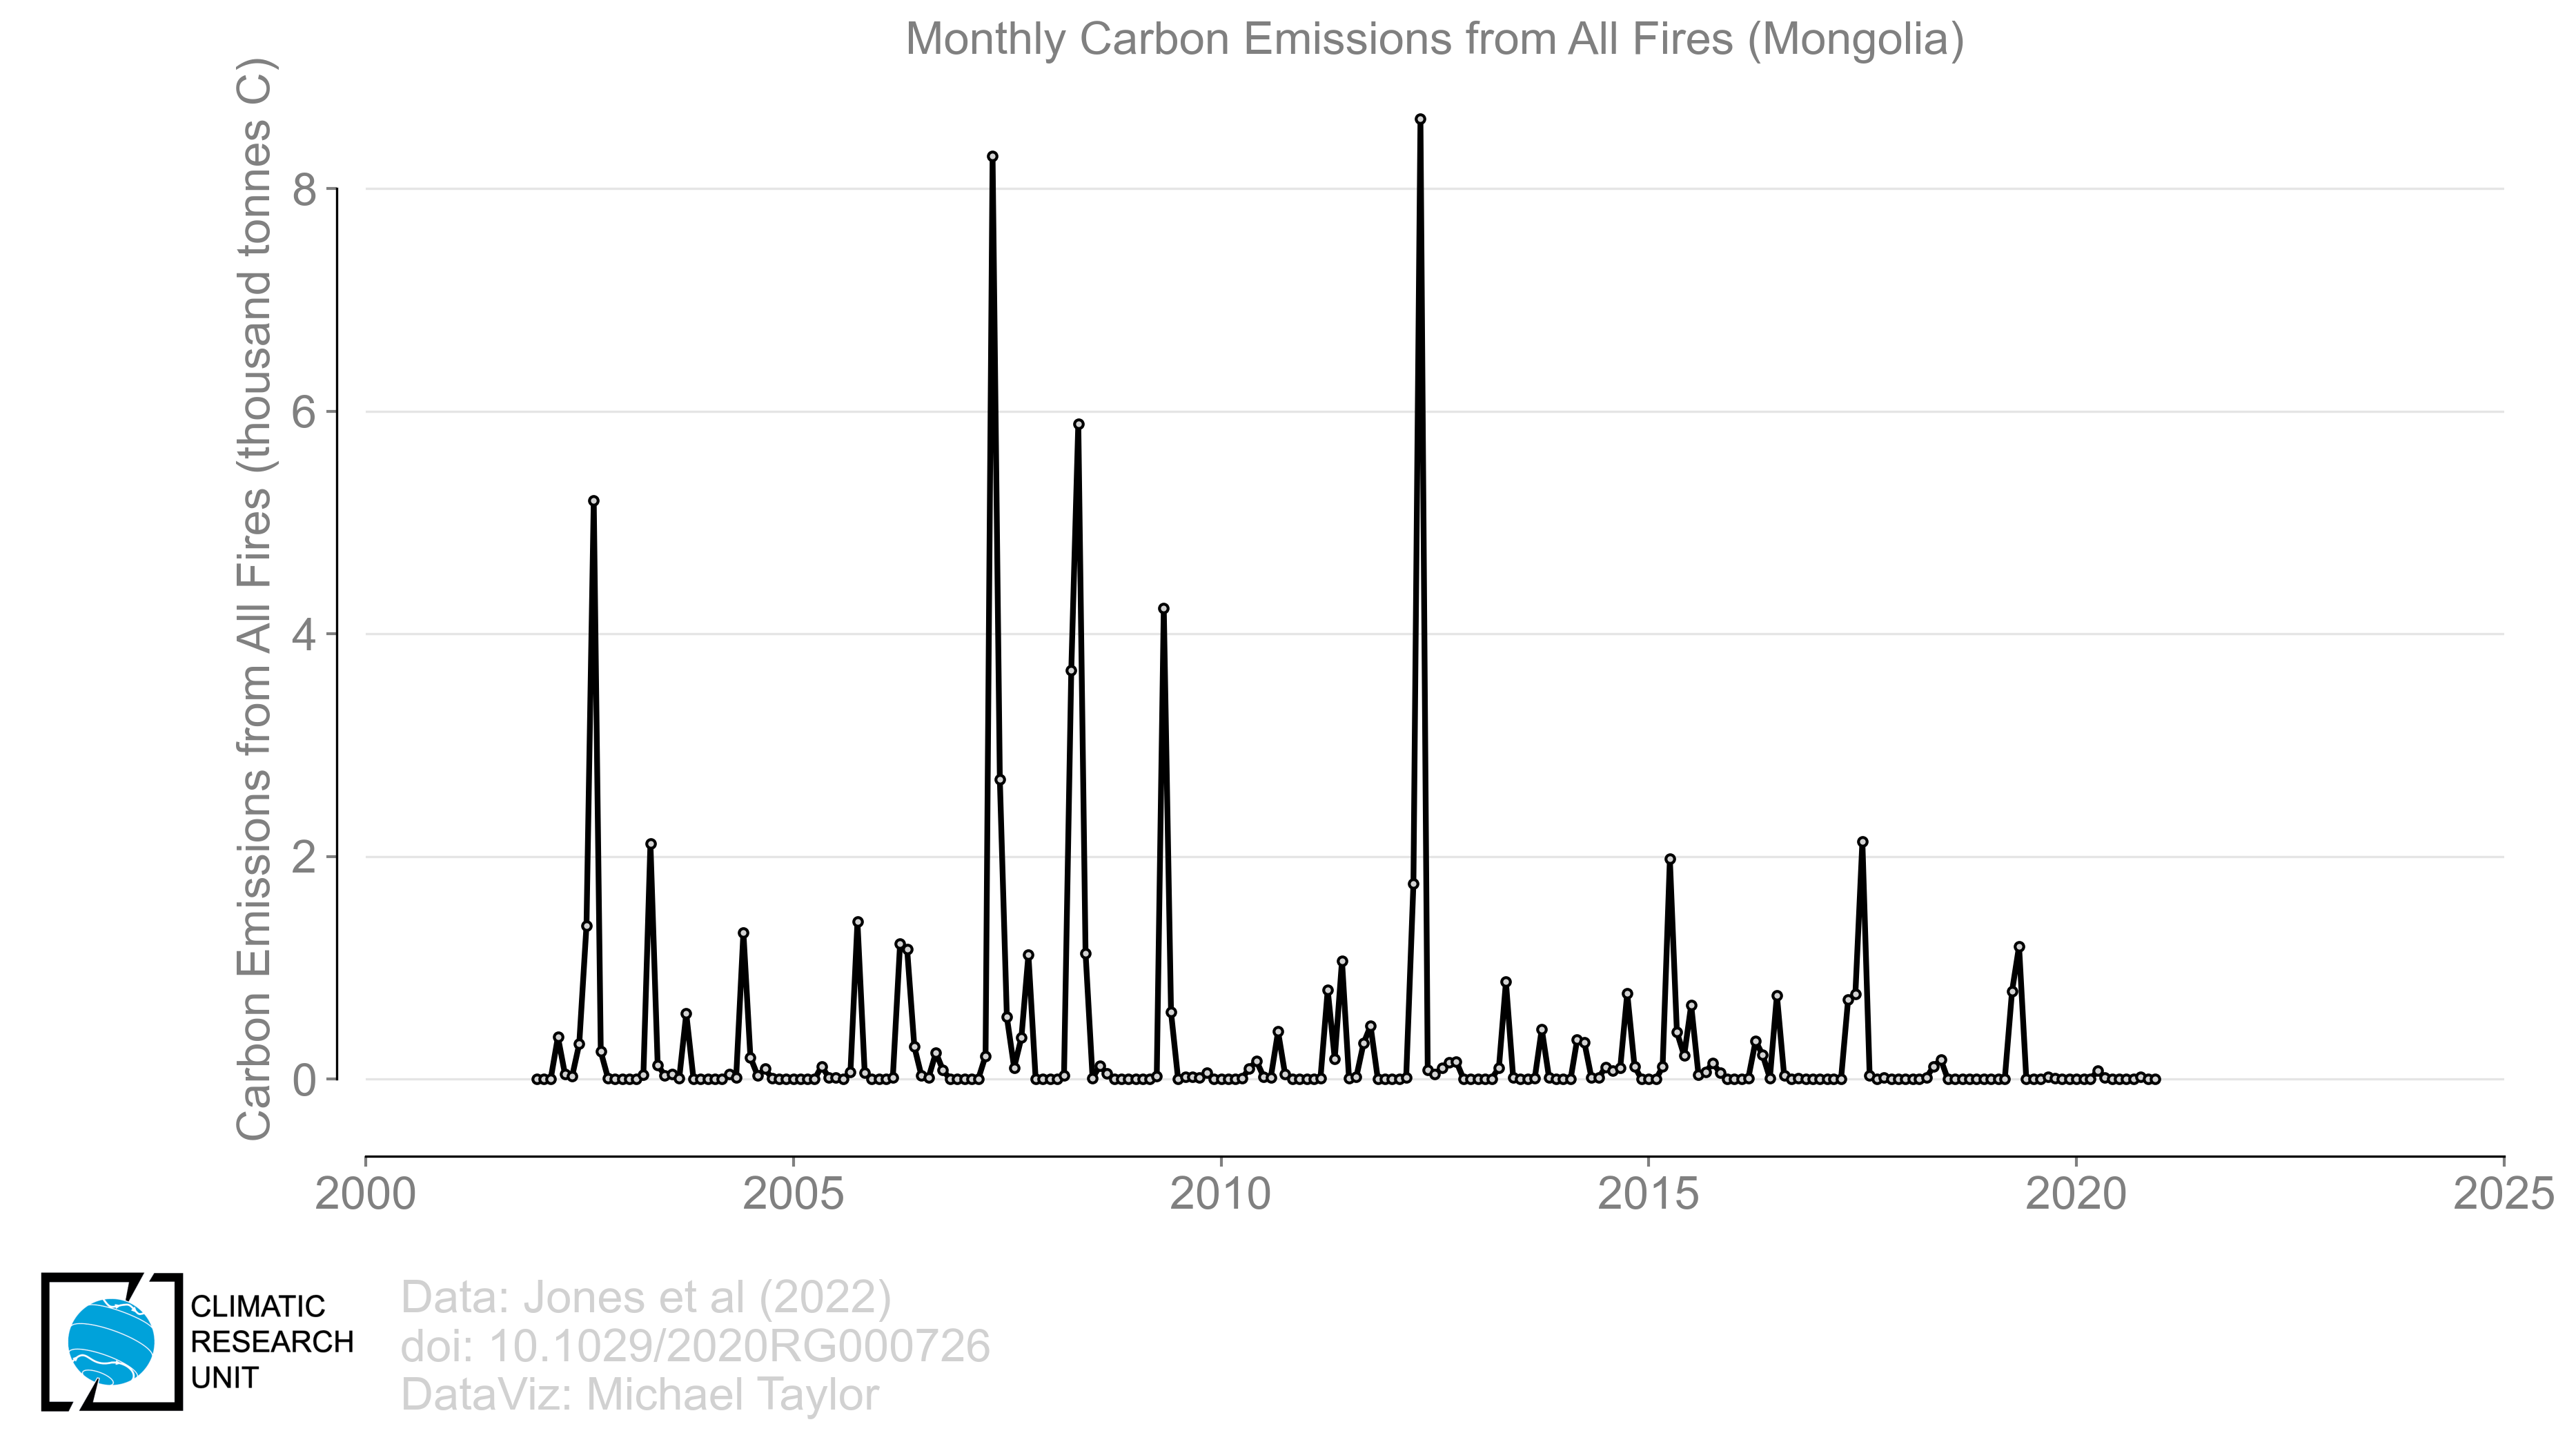 Monthly Carbon Emissions from All Fires (Mongolia)
Carbon Emissions from All Fires (thousand tonnes C)
8
6
4
2
0
2000
2005
2010
2015
2020
2025
CLIMATIC
RESEARCH
UNIT
Data: Jones et al (2022)
doi: 10.1029/2020RG000726
DataViz: Michael Taylor